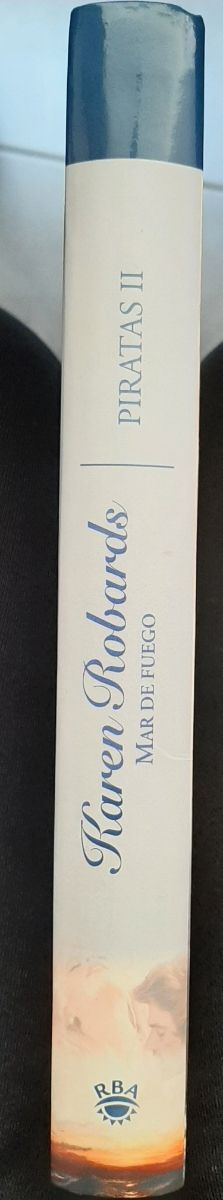 PIRATAS II
Karen Robards
MAR DE FUEGO
RBA